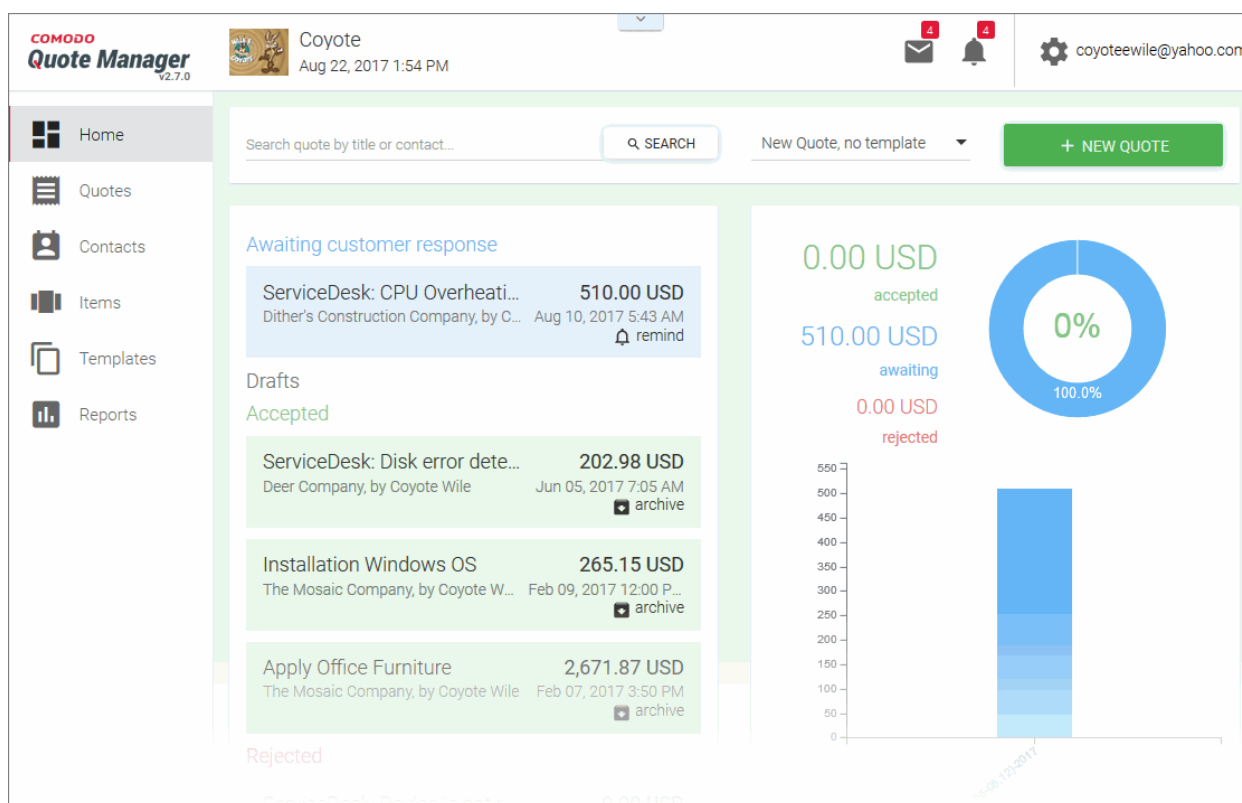 COMODO
Quote Manager
v2.7.0
Coyote
Aug 22, 2017 1:54 PM
4
4
coyoteewile@yahoo.com
Home
Quotes
Contacts
Items
Templates
Reports
Search quote by title or contact...
SEARCH
New Quote, no template
+ NEW QUOTE
Awaiting customer response
ServiceDesk: CPU Overheati... 510.00 USD
Dither's Construction Company, by C... Aug 10, 2017 5:43 AM
remind
Drafts
Accepted
ServiceDesk: Disk error dete... 202.98 USD
Deer Company, by Coyote Wile Jun 05, 2017 7:05 AM
archive
Installation Windows OS 265.15 USD
The Mosaic Company, by Coyote W... Feb 09, 2017 12:00 P...
archive
Apply Office Furniture 2,671.87 USD
The Mosaic Company, by Coyote Wile Feb 07, 2017 3:50 PM
archive
Rejected
0.00 USD
accepted
510.00 USD
awaiting
0.00 USD
rejected
0%
100.0%
550
500
450
400
350
300
250
200
150
100
50
0